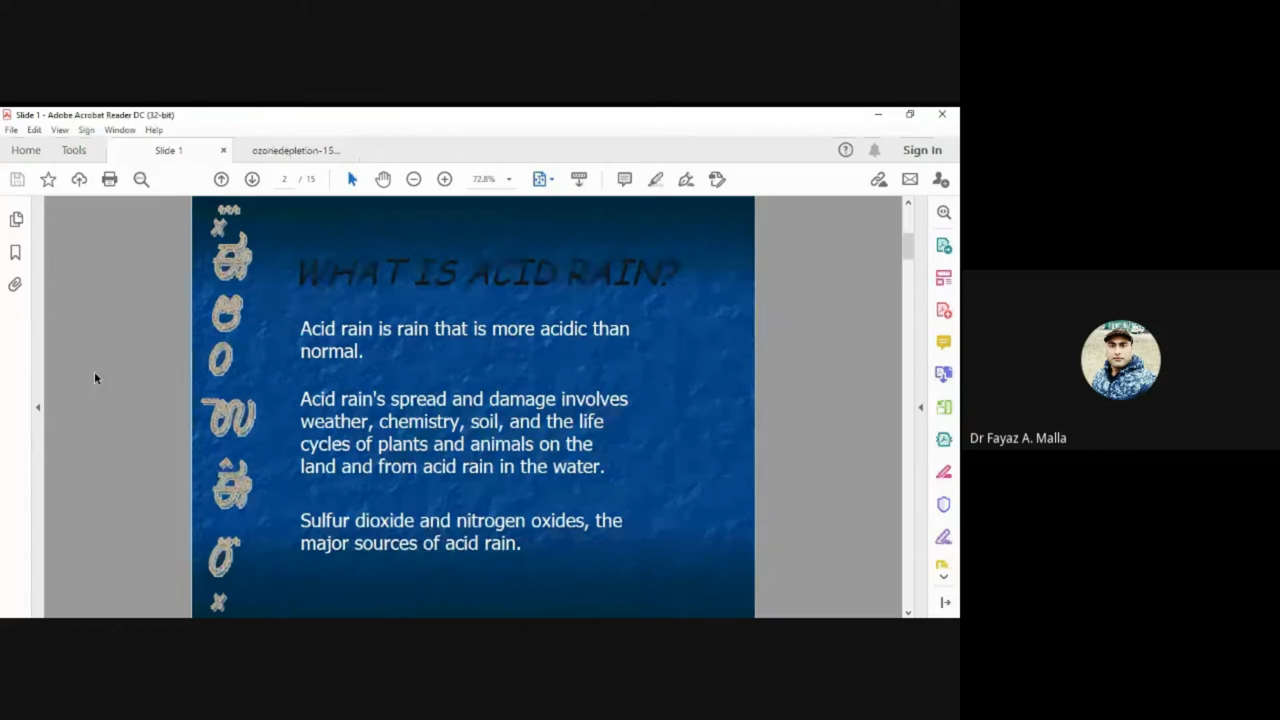 Slide 1 - Adobe Acrobat Reader DC (32-bit)
File Edit View Sign Window Help
Home Tools Slide 1 × ozonedepletion-15... Sign In
2 / 15 72.8%
WHAT IS ACID RAIN?
Acid rain is rain that is more acidic than
normal.
Acid rain's spread and damage involves
weather, chemistry, soil, and the life
cycles of plants and animals on the
land and from acid rain in the water.
Sulfur dioxide and nitrogen oxides, the
major sources of acid rain.
Dr Fayaz A. Malla